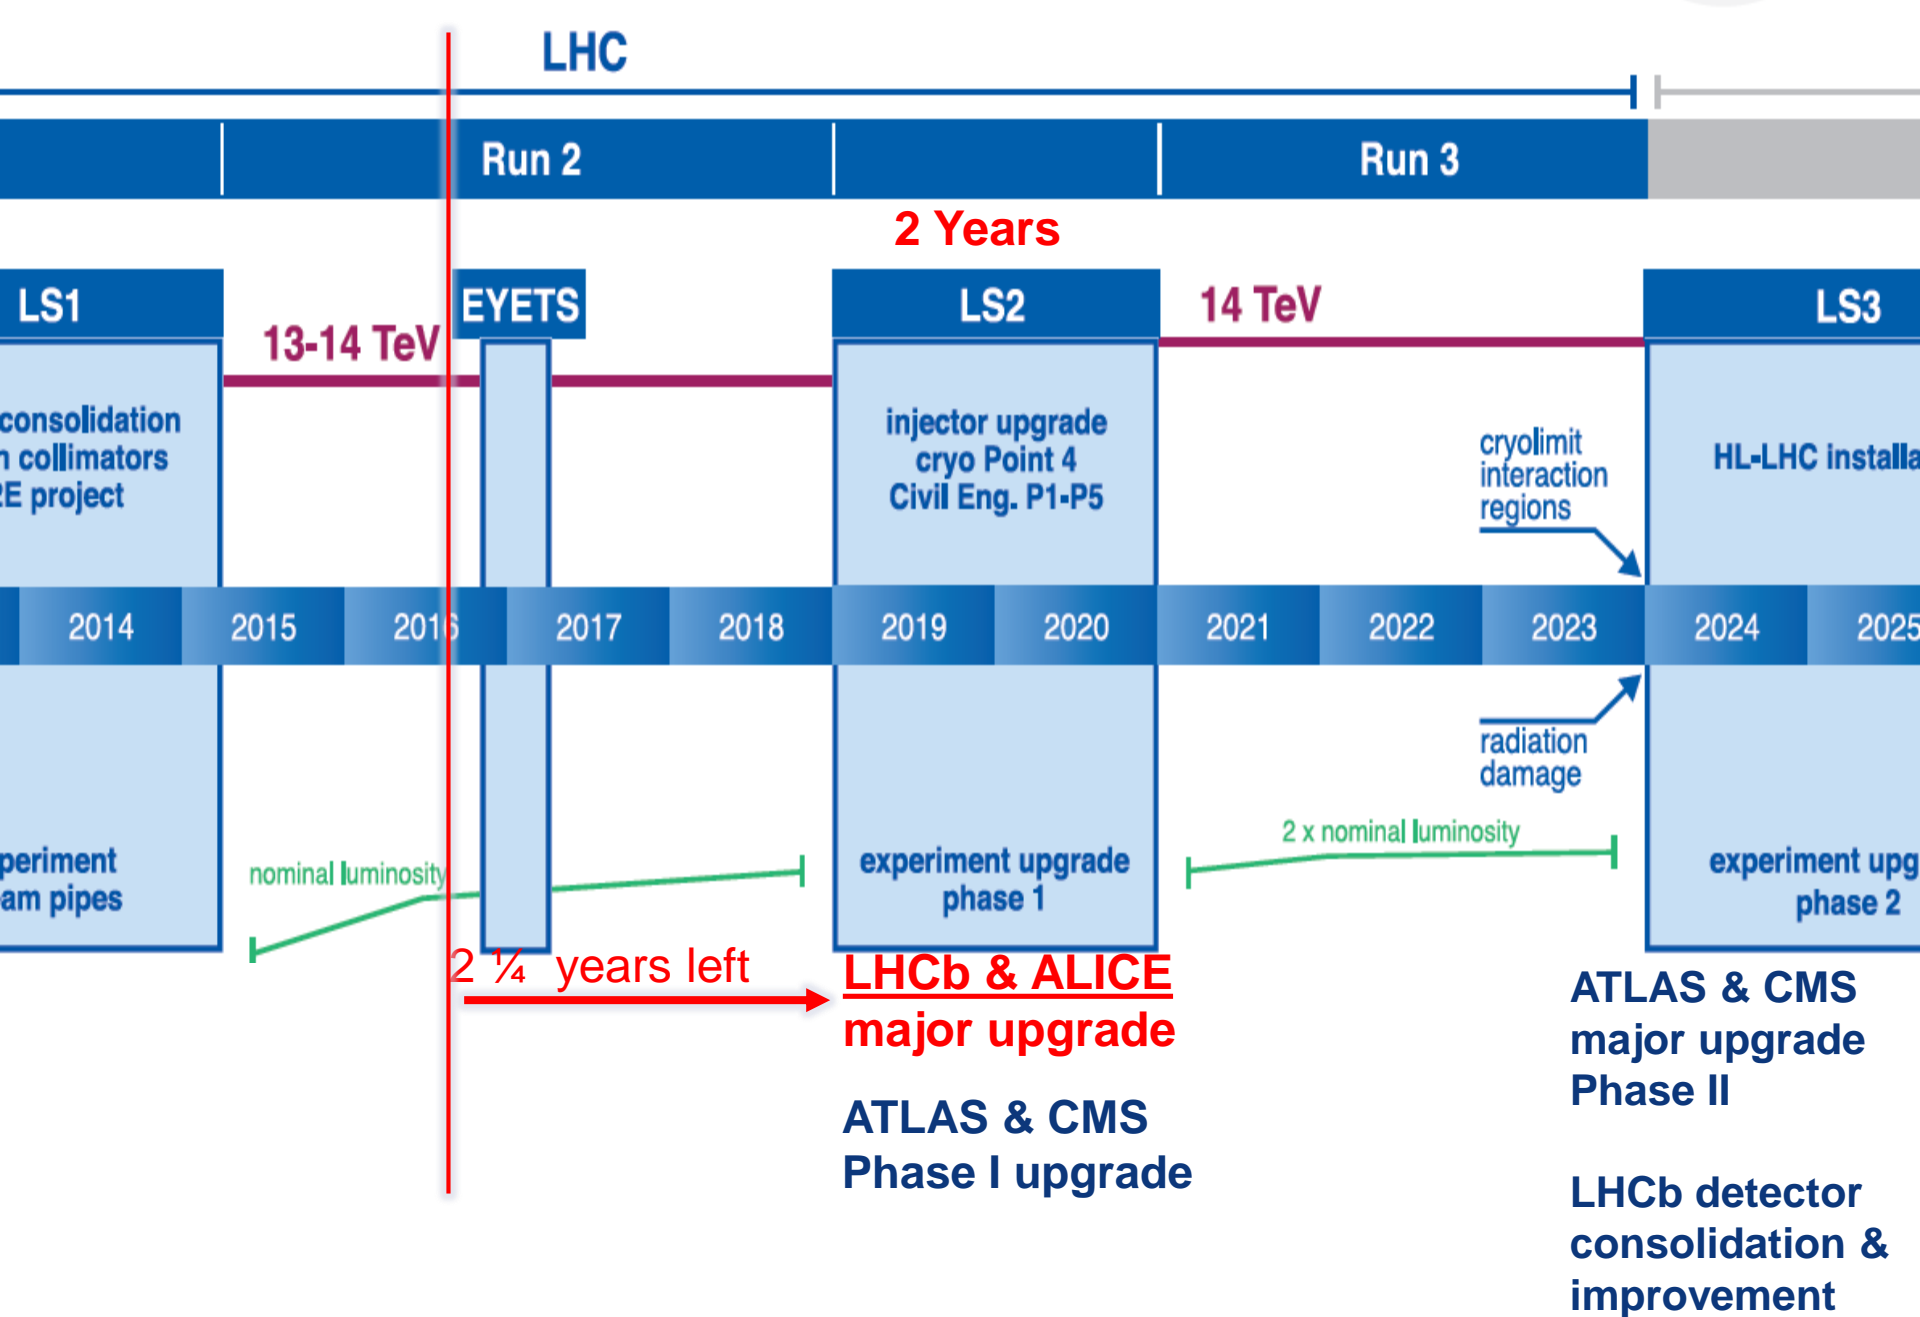 LHC
Run 2
Run 3
2 Years
LS1
EYETS
LS2
LS3
13-14 TeV
14 TeV
consolidation
collimators
project
injector upgrade
cryo Point 4
Civil Eng. P1-P5
cryolimit
interaction
regions
HL-LHC
2014
2015
2016
2017
2018
2019
2020
2021
2022
2023
2024
2025
radiation
damage
nominal luminosity
2 x nominal luminosity
pipes
experiment upgrade
phase 1
experiment
phase 2
2 ¼ years left
LHCb & ALICE
major upgrade
ATLAS & CMS
Phase I upgrade
ATLAS & CMS
major upgrade
Phase II
LHCb detector
consolidation &
improvement